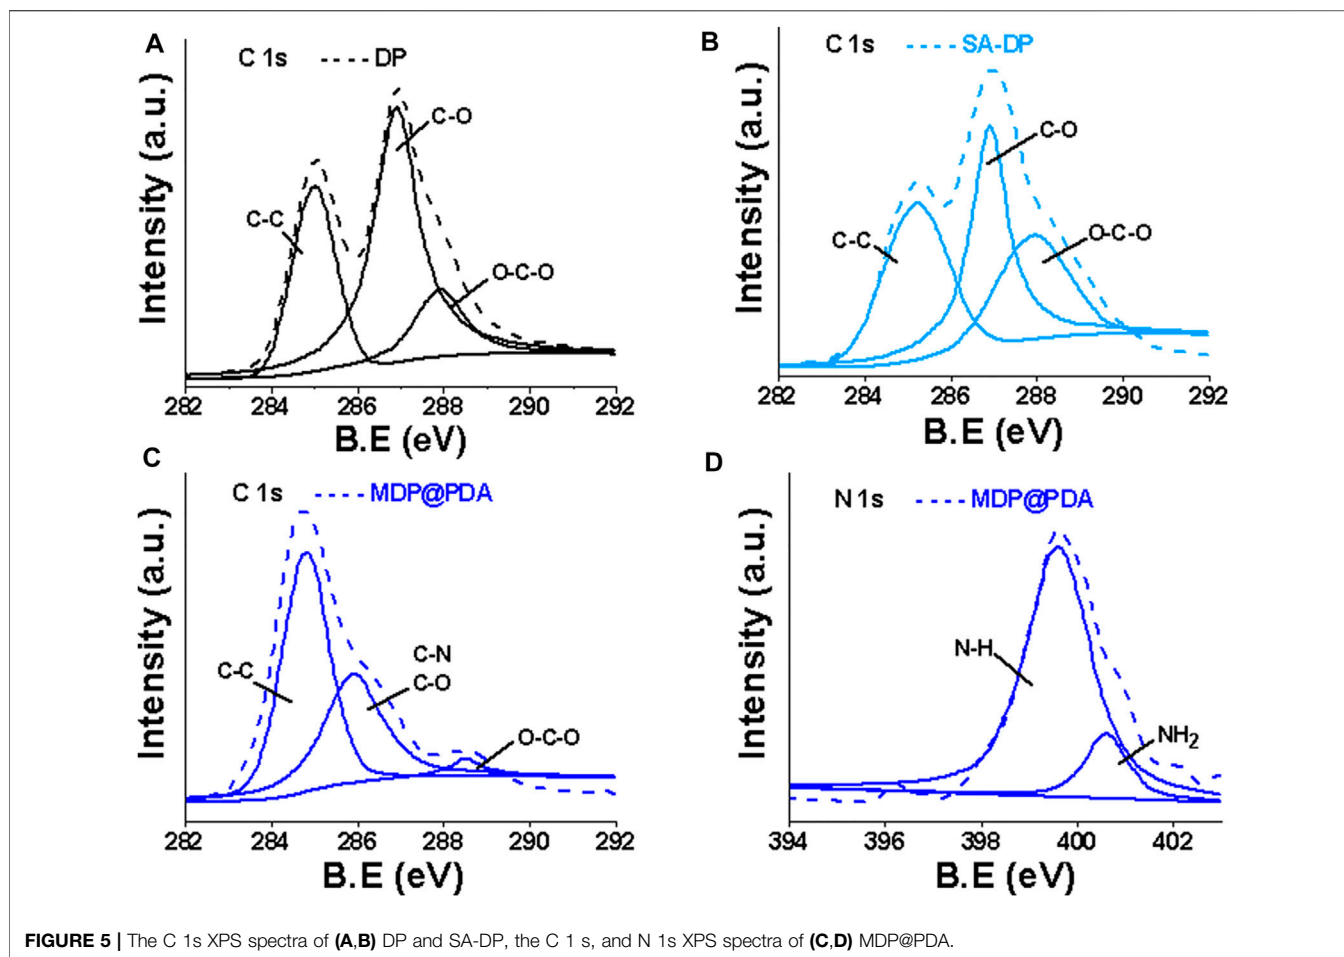 A
C 1s ---- DP
C-O
C-C
O-C-O
Intensity (a.u.)
282 284 286 288 290 292
B.E (eV)
B
C 1s ---- SA-DP
C-O
C-C
O-C-O
Intensity (a.u.)
282 284 286 288 290 292
B.E (eV)
C
C 1s ---- MDP@PDA
C-N
C-O
C-C
O-C-O
Intensity (a.u.)
282 284 286 288 290 292
B.E (eV)
D
N 1s ---- MDP@PDA
N-H
NH₂
Intensity (a.u.)
394 396 398 400 402
B.E (eV)
FIGURE 5 | The C 1s XPS spectra of (A,B) DP and SA-DP, the C 1 s, and N 1s XPS spectra of (C,D) MDP@PDA.